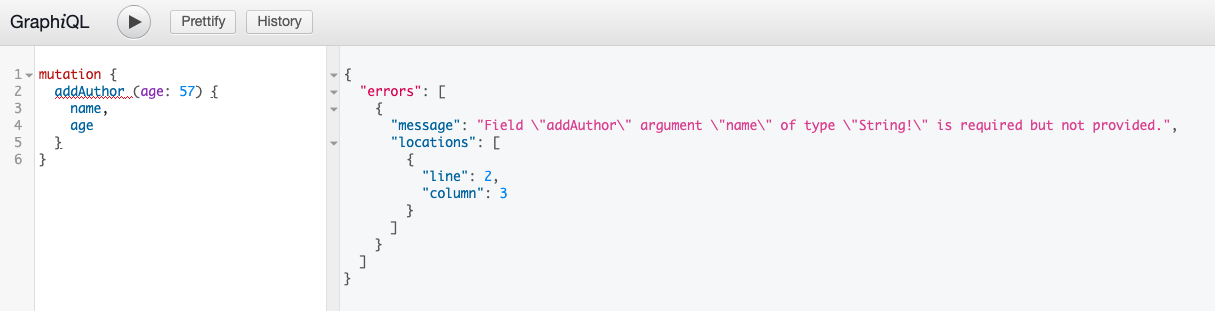 GraphiQL Prettify History
1 mutation {
2 addAuthor (age: 57) {
3 name,
4 age
5 }
6 }
{
"errors": [
{
"message": "Field \"addAuthor\" argument \"name\" of type \"String!\" is required but not provided.",
"locations": [
{
"line": 2,
"column": 3
}
]
}
]
}